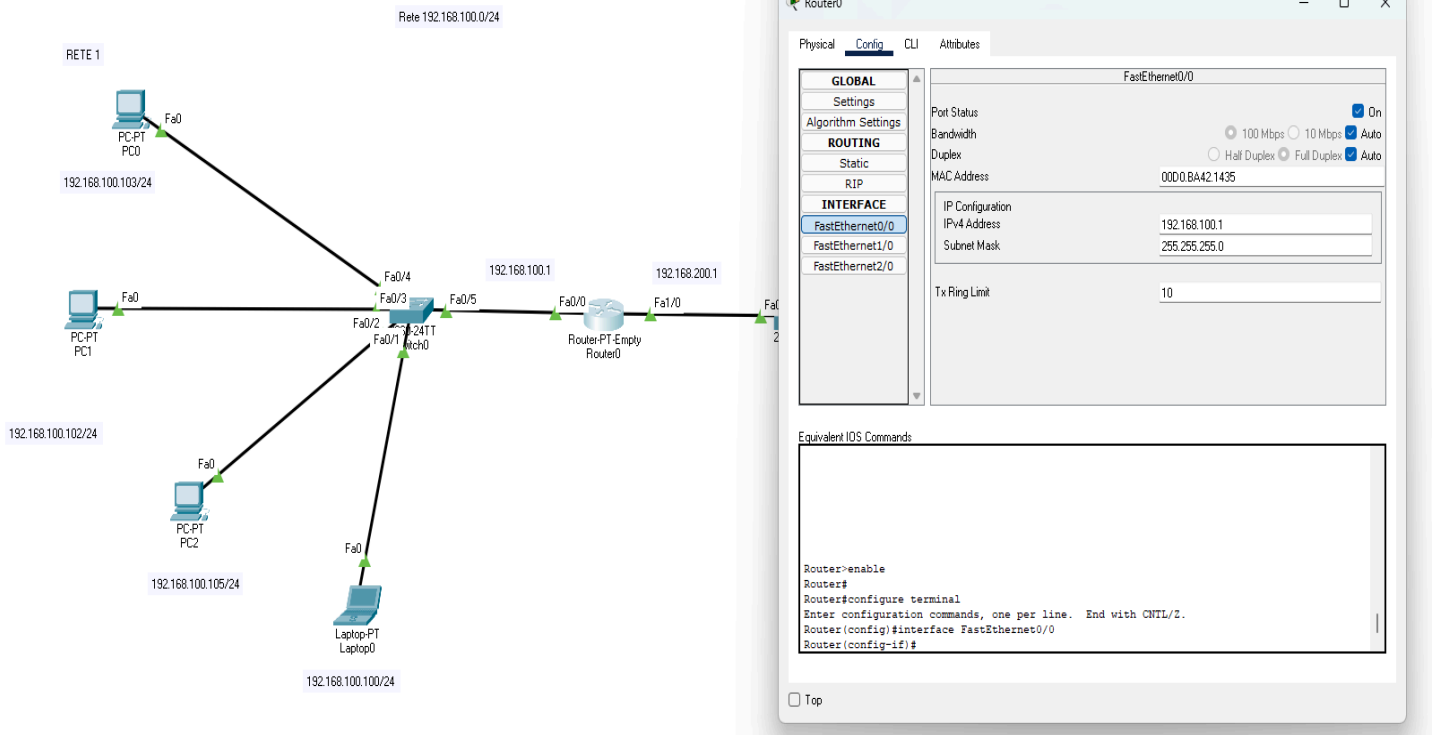 Rete 192.168.100.0/24
RETE 1
Fa0
PC-PT
PC0
192.168.100.103/24
Fa0/4
192.168.100.1
192.168.200.1
Fa0
Fa0/3
Fa0/5
Fa0/0
Fa1/0
PC-PT
PC1
Fa0/2
Fa0/1
-24TT
Router-PT-Empty
Router0
192.168.100.102/24
Fa0
PC-PT
PC2
Fa0
192.168.100.105/24
Laptop-PT
Laptop0
192.168.100.100/24
Router0
Physical Config CLI Attributes
GLOBAL
Settings
Algorithm Settings
ROUTING
Static
RIP
INTERFACE
FastEthernet0/0
FastEthernet1/0
FastEthernet2/0
FastEthernet0/0
Port Status On
Bandwidth 100 Mbps 10 Mbps Auto
Duplex Half Duplex Full Duplex Auto
MAC Address 00D0.BA42.1435
IP Configuration
IPv4 Address 192.168.100.1
Subnet Mask 255.255.255.0
Tx Ring Limit 10
Equivalent IOS Commands
Router>enable
Router#
Router#configure terminal
Enter configuration commands, one per line. End with CNTL/Z.
Router(config)#interface FastEthernet0/0
Router(config-if)#
Top